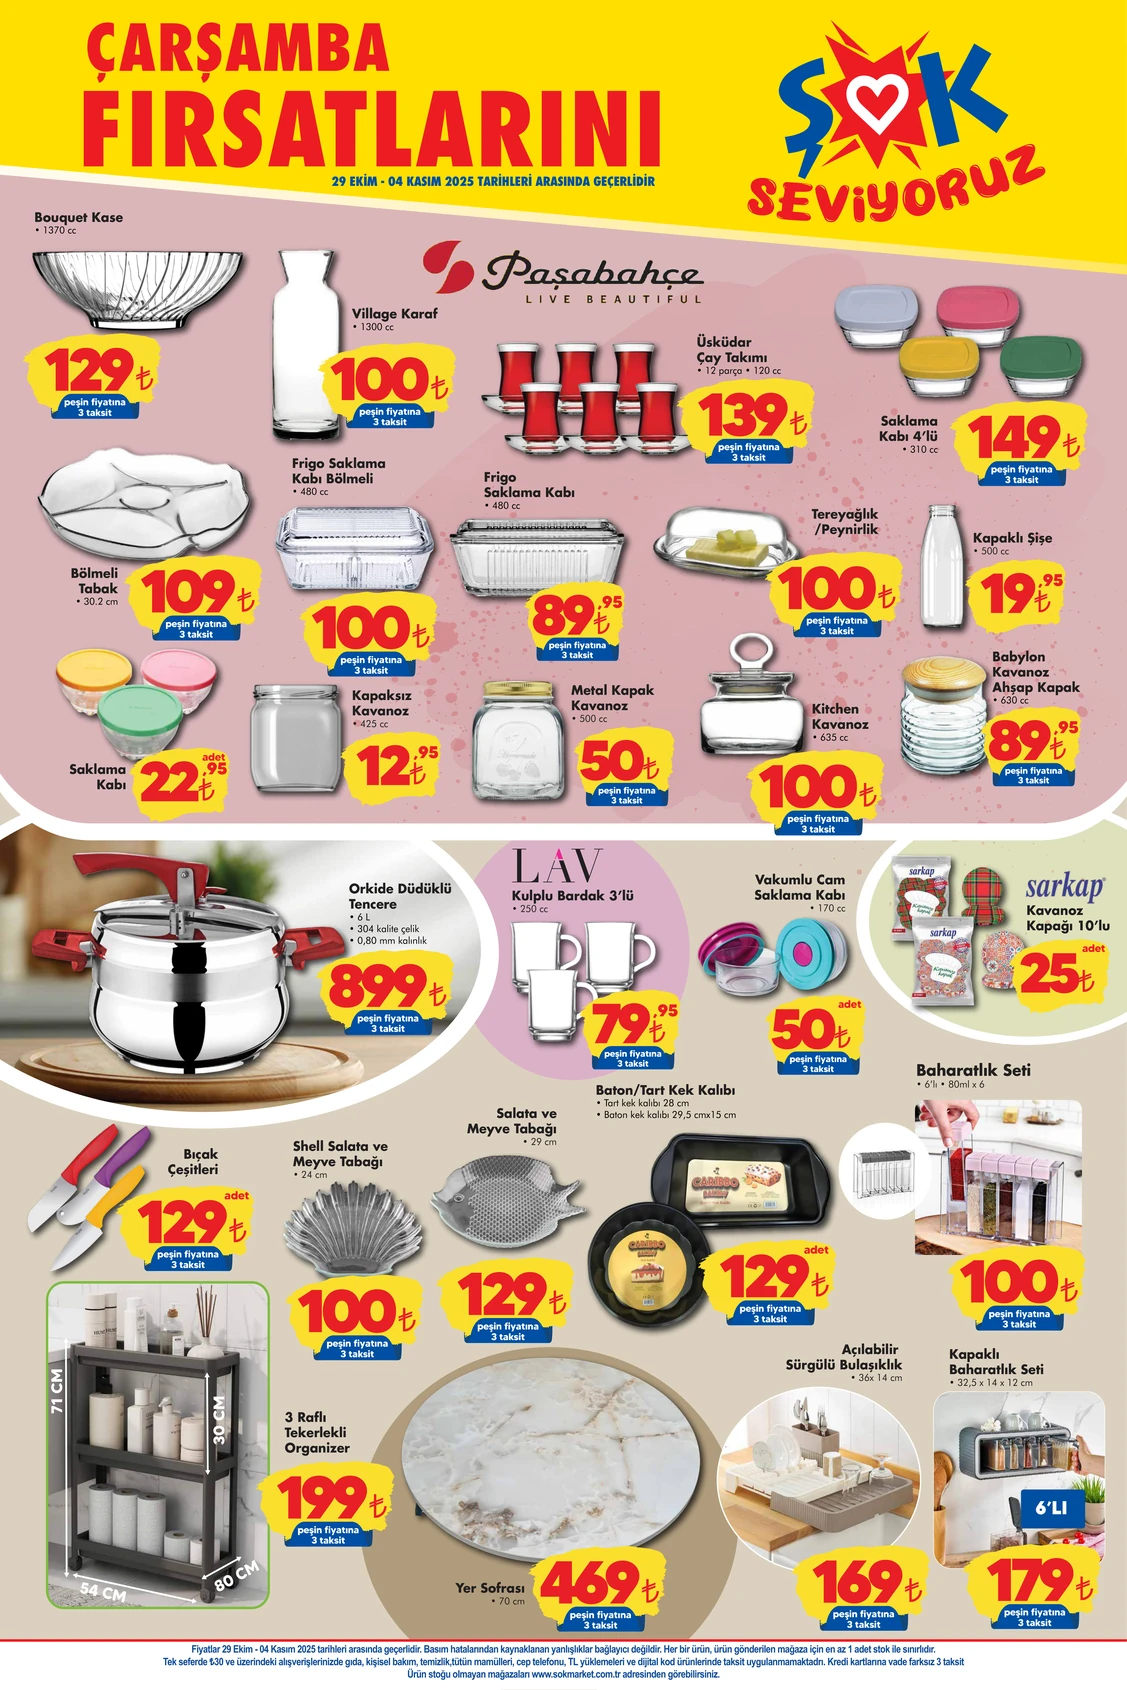 ÇARŞAMBA
FIRSATLARINI
29 EKİM - 04 KASIM 2025 TARİHLERİ ARASINDA GEÇERLİDİR
ŞOK
SEVİYORUZ
Bouquet Kase
• 1370 cc
129₺
peşin fiyatına
3 taksit
Village Karaf
• 1300 cc
100₺
peşin fiyatına
3 taksit
Paşabahçe
LIVE BEAUTIFUL
Üsküdar
Çay Takımı
• 12 parça • 120 cc
139₺
peşin fiyatına
3 taksit
Saklama
Kabı 4'lü
• 310 cc
149₺
peşin fiyatına
3 taksit
Bölmeli
Tabak
• 30.2 cm
109₺
peşin fiyatına
3 taksit
Frigo Saklama
Kabı Bölmeli
• 480 cc
100₺
peşin fiyatına
3 taksit
Frigo
Saklama Kabı
• 480 cc
89,95₺
peşin fiyatına
3 taksit
Tereyağlık
/Peynirlik
100₺
peşin fiyatına
3 taksit
Kapaklı Şişe
• 500 cc
19,95₺
Saklama
Kabı
adet
22,95₺
Kapaksız
Kavanoz
• 425 cc
12,95₺
Metal Kapak
Kavanoz
• 500 cc
50₺
peşin fiyatına
3 taksit
Kitchen
Kavanoz
• 635 cc
100₺
peşin fiyatına
3 taksit
Babylon
Kavanoz
Ahşap Kapak
• 630 cc
89,95₺
peşin fiyatına
3 taksit
Orkide Düdüklü
Tencere
• 6 L
• 304 kalite çelik
• 0,80 mm kalınlık
899₺
peşin fiyatına
3 taksit
LAV
Kulplu Bardak 3'lü
• 250 cc
79,95₺
peşin fiyatına
3 taksit
Vakumlu Cam
Saklama Kabı
• 170 cc
adet
50₺
peşin fiyatına
3 taksit
sarkap
sarkap
sarkap
Kavanoz
Kapağı 10'lu
adet
25₺
Bıçak
Çeşitleri
adet
129₺
peşin fiyatına
3 taksit
Shell Salata ve
Meyve Tabağı
• 24 cm
100₺
peşin fiyatına
3 taksit
Salata ve
Meyve Tabağı
• 29 cm
129₺
peşin fiyatına
3 taksit
Baton/Tart Kek Kalıbı
• Tart kek kalıbı 28 cm
• Baton kek kalıbı 29,5 cmx15 cm
CARIBBO
CARIBBO
adet
129₺
peşin fiyatına
3 taksit
Baharatlık Seti
• 6'lı • 80ml x 6
100₺
peşin fiyatına
3 taksit
71 CM
30 CM
54 CM
80 CM
3 Raflı
Tekerlekli
Organizer
199₺
peşin fiyatına
3 taksit
Yer Sofrası
• 70 cm
469₺
peşin fiyatına
3 taksit
Açılabilir
Sürgülü Bulaşıklık
• 36x 14 cm
169₺
peşin fiyatına
3 taksit
Kapaklı
Baharatlık Seti
• 32,5 x 14 x 12 cm
6'LI
179₺
peşin fiyatına
3 taksit
Fiyatlar 29 Ekim - 04 Kasım 2025 tarihleri arasında geçerlidir. Basım hatalarından kaynaklanan yanlışlıklar bağlayıcı değildir. Her bir ürün, ürün gönderilen mağaza için en az 1 adet stok ile sınırlıdır.
Tek seferde ₺30 ve üzerindeki alışverişlerinizde gıda, kişisel bakım, temizlik,tütün mamülleri, cep telefonu, TL yüklemeleri ve dijital kod ürünlerinde taksit uygulanmamaktadır. Kredi kartlarına vade farksız 3 taksit
Ürün stoğu olmayan mağazaları www.sokmarket.com.tr adresinden görebilirsiniz.